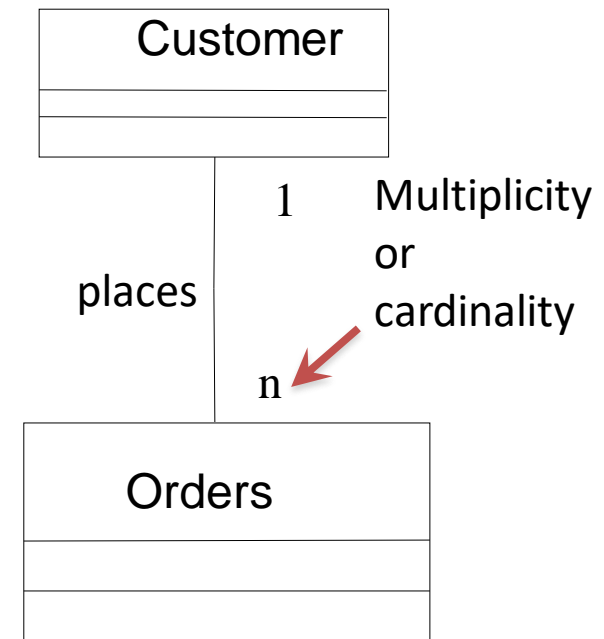 Customer
1
Multiplicity
or
cardinality
places
n
Orders